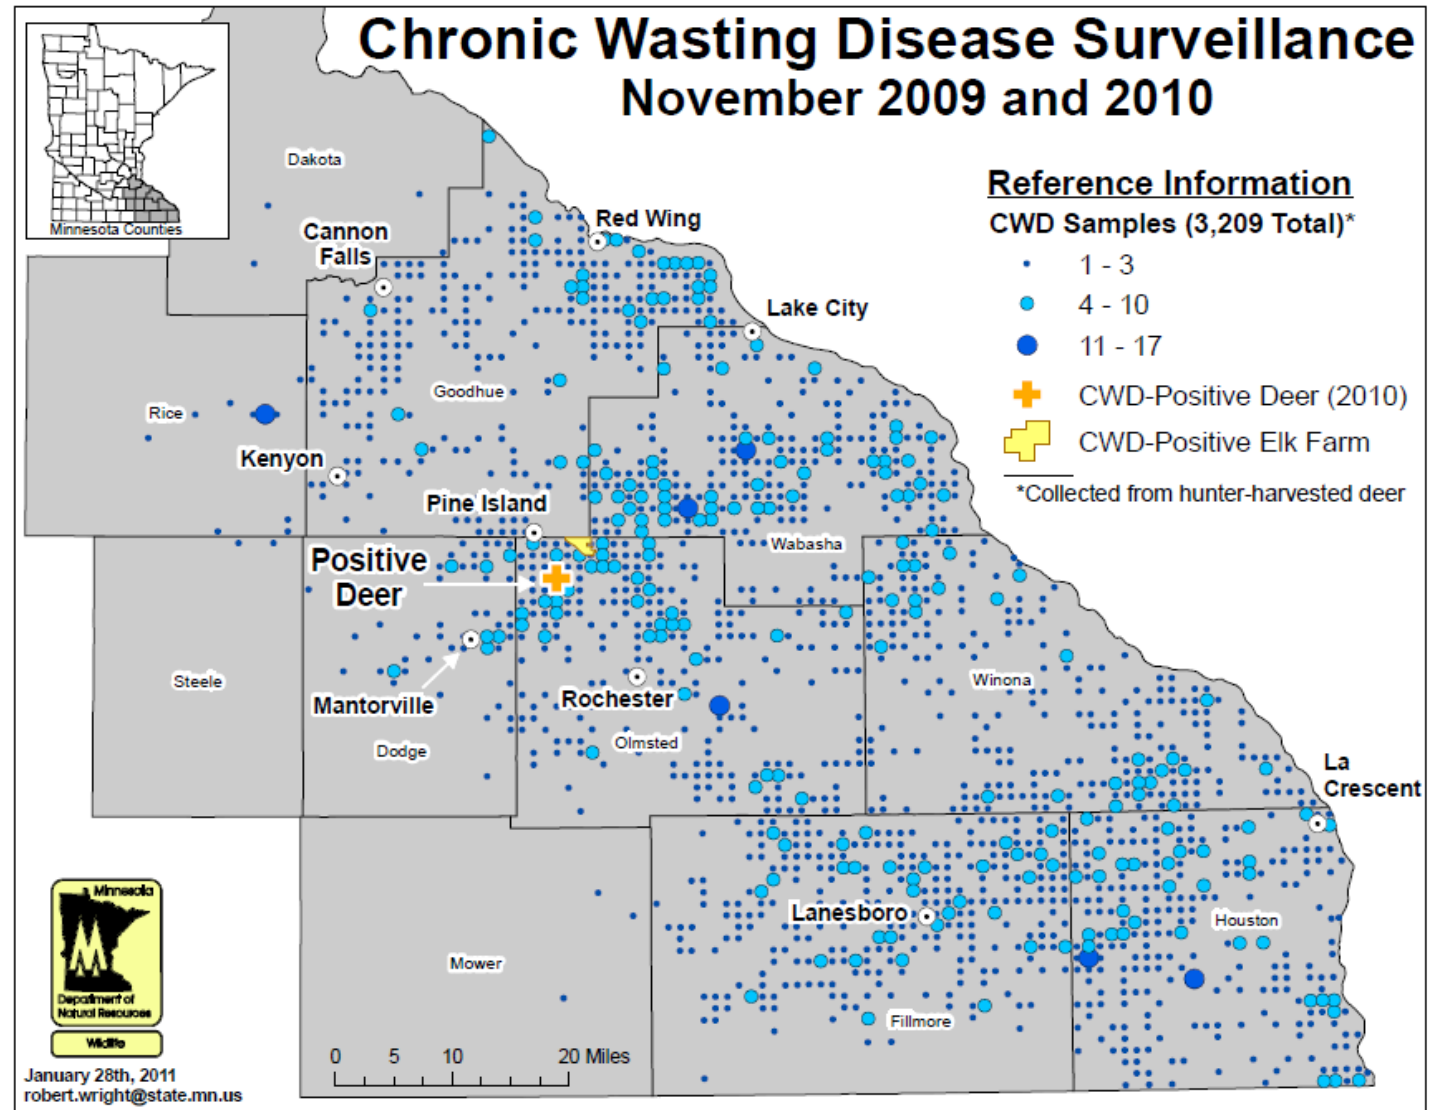 Chronic Wasting Disease Surveillance
November 2009 and 2010
Minnesota Counties
Reference Information
CWD Samples (3,209 Total)*
1 - 3
4 - 10
11 - 17
CWD-Positive Deer (2010)
CWD-Positive Elk Farm
*Collected from hunter-harvested deer
Dakota
Cannon
Falls
Red Wing
Lake City
Goodhue
Rice
Kenyon
Pine Island
Wabasha
Positive
Deer
Steele
Mantorville
Rochester
Winona
Dodge
Olmsted
La
Crescent
Lanesboro
Houston
Mower
Fillmore
Minnesota
Department of
Natural Resources
Wildlife
0 5 10 20 Miles
January 28th, 2011
robert.wright@state.mn.us